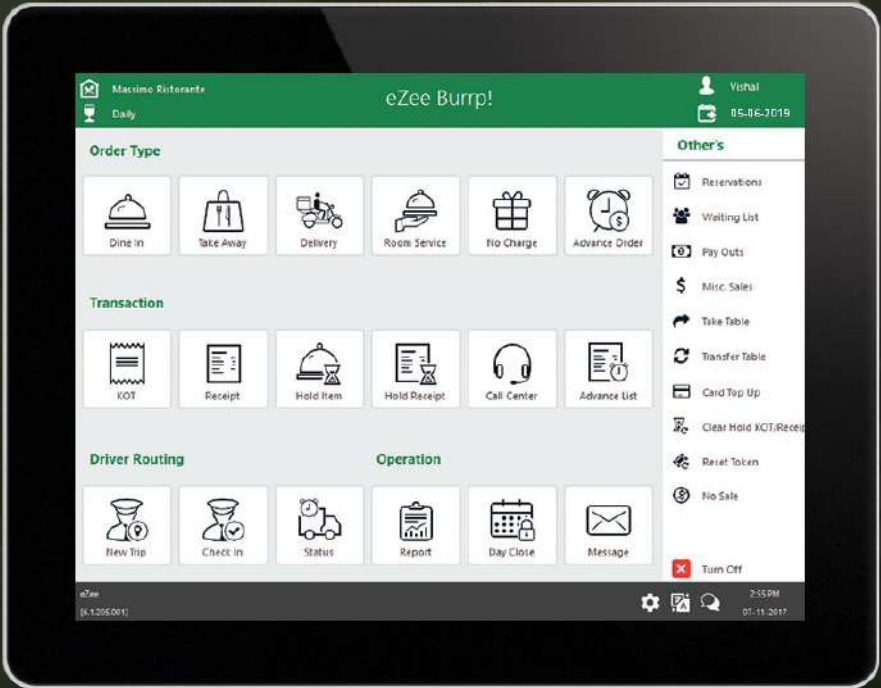 Massimo Ristorante
Daily
eZee Burrp!
Vishal
05-06-2019
Order Type
Dine In
Take Away
Delivery
Room Service
No Charge
Advance Order
Transaction
KOT
Receipt
Hold Item
Hold Receipt
Call Center
Advance List
Driver Routing
Operation
New Trip
Check in
Status
Report
Day Close
Message
Other's
Reservations
Waiting List
Pay Outs
Misc. Sales
Take Table
Transfer Table
Card Top Up
Clear Hold KOT/Receip
Reset Token
No Sale
Turn Off
eZee
[6.1.205.001]
2:55 PM
07-11-2017